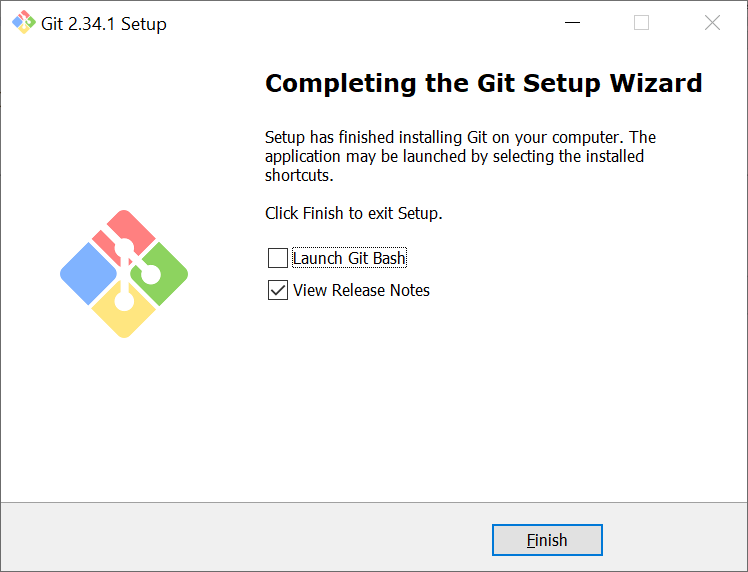 Git 2.34.1 Setup
Completing the Git Setup Wizard
Setup has finished installing Git on your computer. The
application may be launched by selecting the installed
shortcuts.
Click Finish to exit Setup.
Launch Git Bash
View Release Notes
Finish